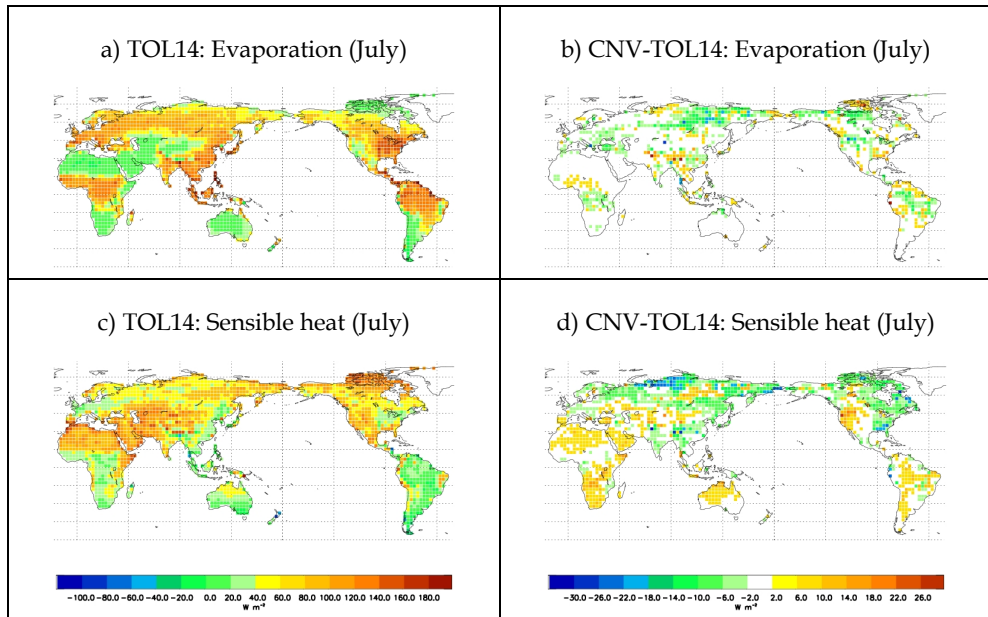 a) TOL14: Evaporation (July)
b) CNV-TOL14: Evaporation (July)
c) TOL14: Sensible heat (July)
d) CNV-TOL14: Sensible heat (July)
-100.0 -80.0 -60.0 -40.0 -20.0 0.0 20.0 40.0 60.0 80.0 100.0 120.0 140.0 160.0 180.0
W m⁻²
-30.0 -26.0 -22.0 -18.0 -14.0 -10.0 -6.0 -2.0 2.0 6.0 10.0 14.0 18.0 22.0 26.0
W m⁻²